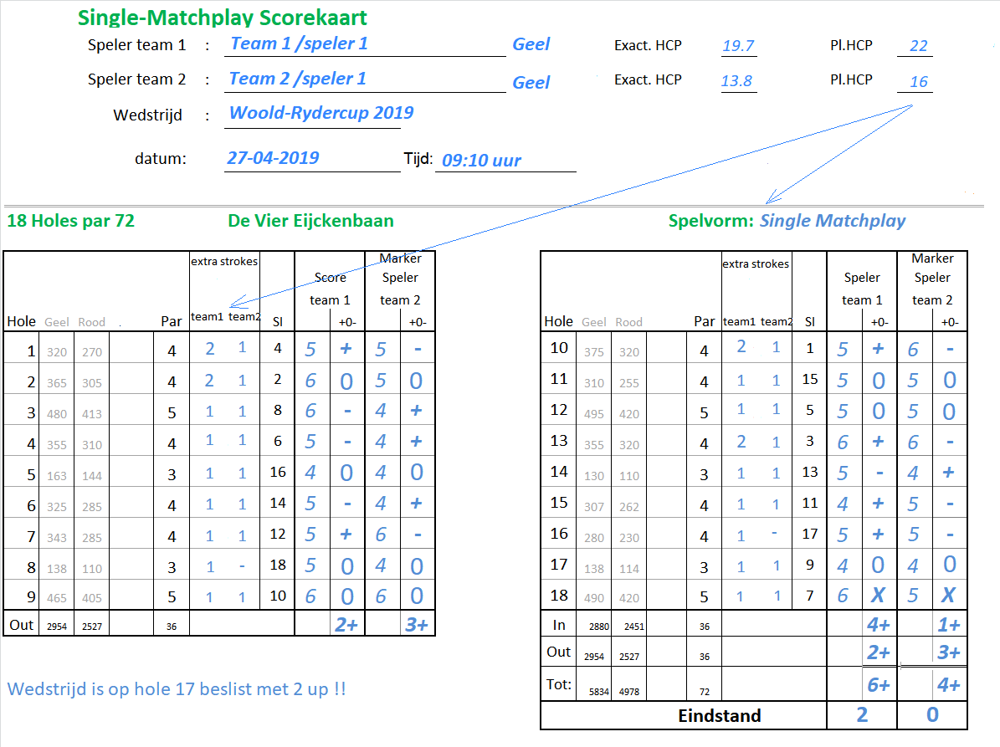 Single-Matchplay Scorekaart
Speler team 1 : Team 1 /speler 1 Geel Exact. HCP 19.7 Pl.HCP 22
Speler team 2 : Team 2 /speler 1 Geel Exact. HCP 13.8 Pl.HCP 16
Wedstrijd : Woold-Rydercup 2019
datum: 27-04-2019 Tijd: 09:10 uur
18 Holes par 72 De Vier Eijckenbaan Spelvorm: Single Matchplay
extra strokes Marker
Score Speler
team 1 team 2
Hole Geel Rood . Par team1 team2 SI +0- +0-
1 320 270 4 2 1 4 5 + 5 -
2 365 305 4 2 1 2 6 0 5 0
3 480 413 5 1 1 8 6 - 4 +
4 355 310 4 1 1 6 5 - 4 +
5 163 144 3 1 1 16 4 0 4 0
6 325 285 4 1 1 14 5 - 4 +
7 343 285 4 1 1 12 5 + 6 -
8 138 110 3 1 - 18 5 0 4 0
9 465 405 5 1 1 10 6 0 6 0
Out 2954 2527 36 2+ 3+
Wedstrijd is op hole 17 beslist met 2 up !!
extra strokes Marker
Speler Speler
team 1 team 2
Hole Geel Rood Par team1 team2 SI +0- +0-
10 375 320 4 2 1 1 5 + 6 -
11 310 255 4 1 1 15 5 0 5 0
12 495 420 5 1 1 5 5 0 5 0
13 355 320 4 2 1 3 6 + 6 -
14 130 110 3 1 1 13 5 - 4 +
15 307 262 4 1 1 11 4 + 5 -
16 280 230 4 1 - 17 5 + 5 -
17 138 114 3 1 1 9 4 0 4 0
18 490 420 5 1 1 7 6 X 5 X
In 2880 2451 36 4+ 1+
Out 2954 2527 36 2+ 3+
Tot: 5834 4978 72 6+ 4+
Eindstand 2 0